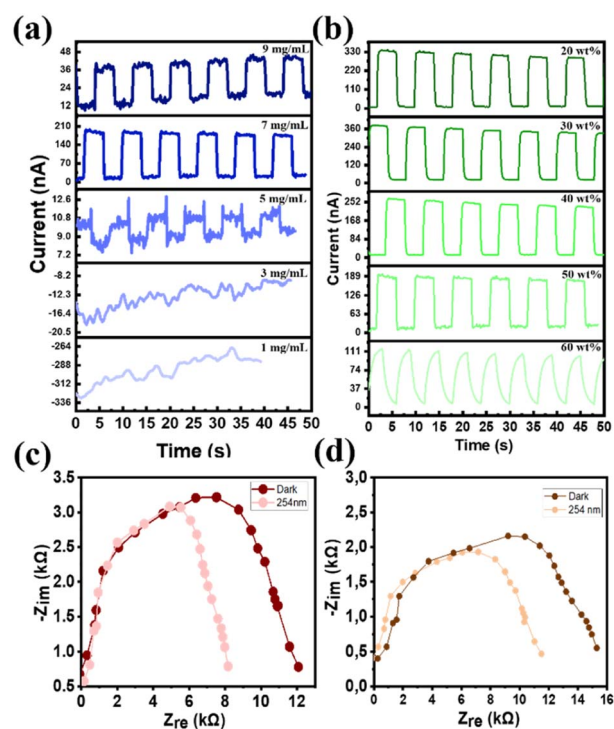 (a)
9 mg/mL
48
36
24
12
7 mg/mL
210
140
70
0
5 mg/mL
12.6
10.8
9.0
7.2
3 mg/mL
-8.2
-12.3
-16.4
-20.5
1 mg/mL
-264
-288
-312
-336
Current (nA)
0 5 10 15 20 25 30 35 40 45 50
Time (s)
(b)
20 wt%
330
220
110
0
30 wt%
360
240
120
0
40 wt%
252
168
84
0
50 wt%
189
126
63
0
60 wt%
111
74
37
0
Current (nA)
0 5 10 15 20 25 30 35 40 45 50
Time (s)
(c)
Dark
254nm
3.5
3.0
2.5
2.0
1.5
1.0
0.5
-Zim (kΩ)
0 2 4 6 8 10 12
Zre (kΩ)
(d)
Dark
254nm
3,0
2,5
2,0
1,5
1,0
0,5
0,0
-Zim (kΩ)
0 2 4 6 8 10 12 14 16
Zre (kΩ)